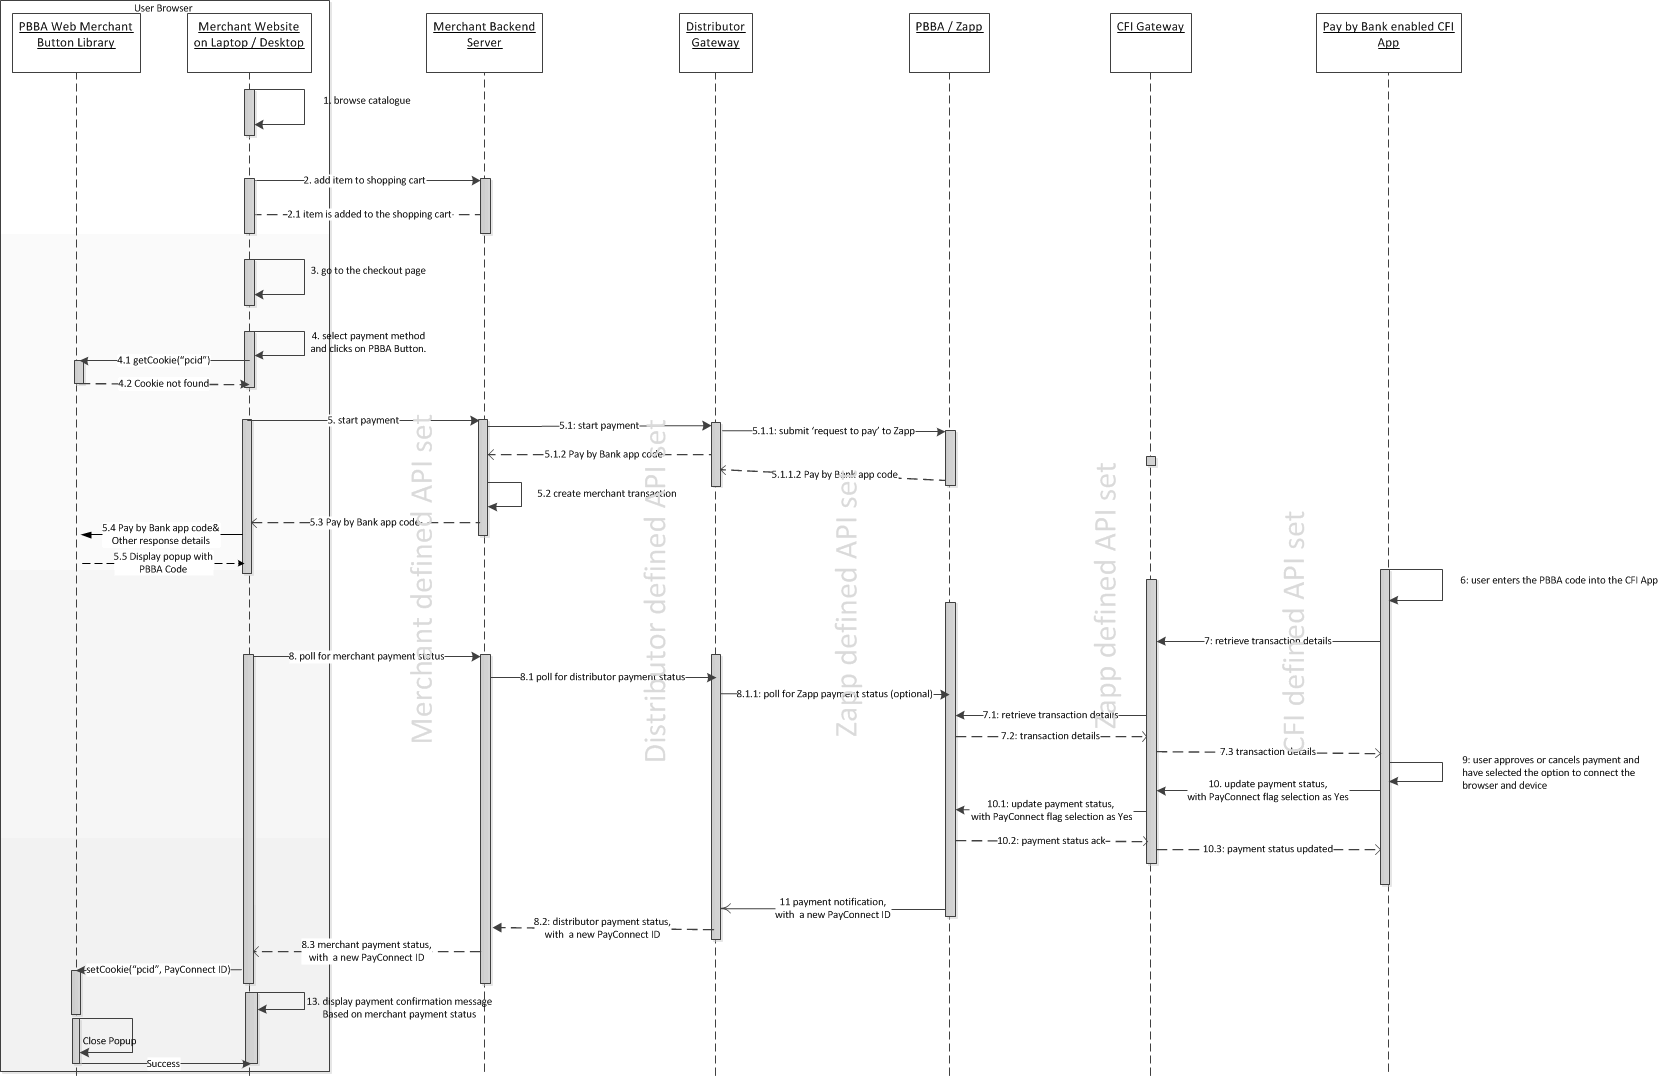 User Browser
PBBA Web Merchant
Button Library
Merchant Website
on Laptop / Desktop
Merchant Backend
Server
Distributor
Gateway
PBBA / Zapp
CFI Gateway
Pay by Bank enabled CFI
App
1. browse catalogue
2. add item to shopping cart
2.1 item is added to the shopping cart
3. go to the checkout page
4. select payment method
and clicks on PBBA Button.
4.1 getCookie("pcid")
4.2 Cookie not found
5. start payment
5.1: start payment
5.1.1: submit 'request to pay' to Zapp
5.1.2 Pay by Bank app code
5.1.1.2 Pay by Bank app code
5.2 create merchant transaction
5.3 Pay by Bank app code
5.4 Pay by Bank app code&
Other response details
5.5 Display popup with
PBBA Code
Merchant defined API set
Distributor defined API set
Zapp defined API set
Zapp defined API set
CFI defined API set
6: user enters the PBBA code into the CFI App
7: retrieve transaction details
8. poll for merchant payment status
8.1 poll for distributor payment status
8.1.1: poll for Zapp payment status (optional)
7.1: retrieve transaction details
7.2: transaction details
7.3 transaction details
9: user approves or cancels payment and
have selected the option to connect the
browser and device
10. update payment status,
with PayConnect flag selection as Yes
10.1: update payment status,
with PayConnect flag selection as Yes
10.2: payment status ack
10.3: payment status updated
11 payment notification,
with a new PayConnect ID
8.2: distributor payment status,
with a new PayConnect ID
8.3 merchant payment status,
with a new PayConnect ID
setCookie("pcid", PayConnect ID)
13. display payment confirmation message
Based on merchant payment status
Close Popup
Success